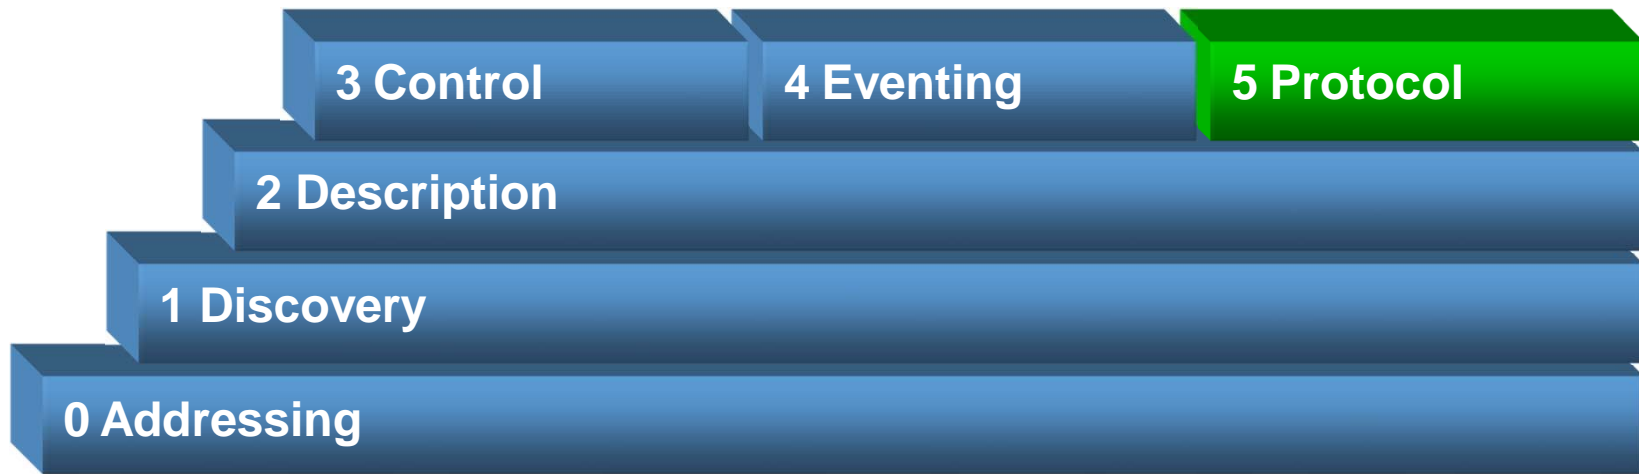 3 Control
4 Eventing
5 Protocol
2 Description
1 Discovery
0 Addressing